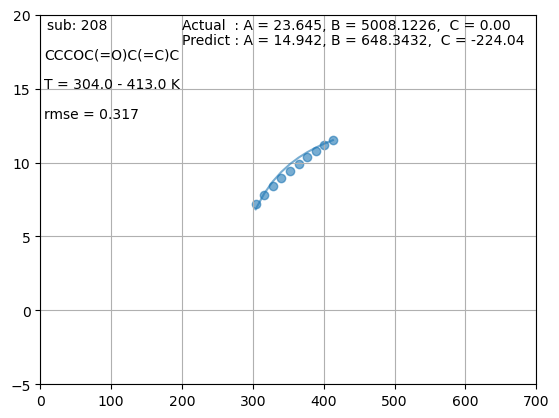 sub: 208
Actual  : A = 23.645, B = 5008.1226,  C = 0.00
Predict : A = 14.942, B = 648.3432,  C = -224.04
CCCOC(=O)C(=C)C
T = 304.0 - 413.0 K
rmse = 0.317
20
15
10
5
0
−5
0 100 200 300 400 500 600 700